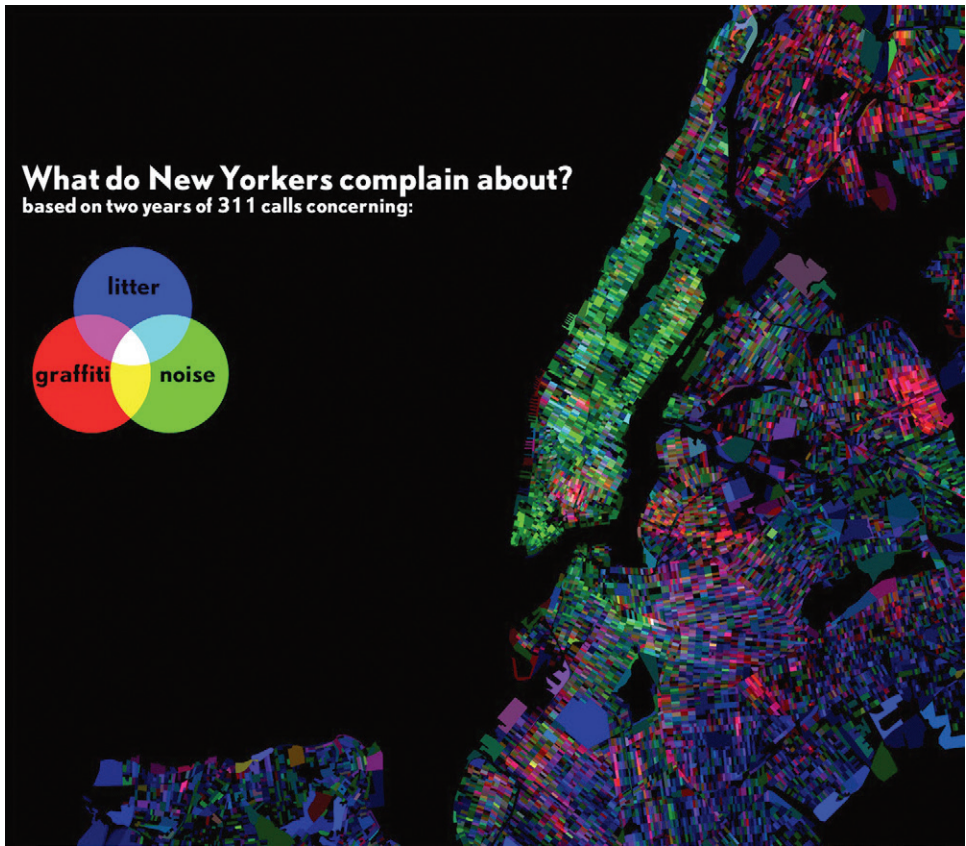 What do New Yorkers complain about?
based on two years of 311 calls concerning:
litter
graffiti
noise